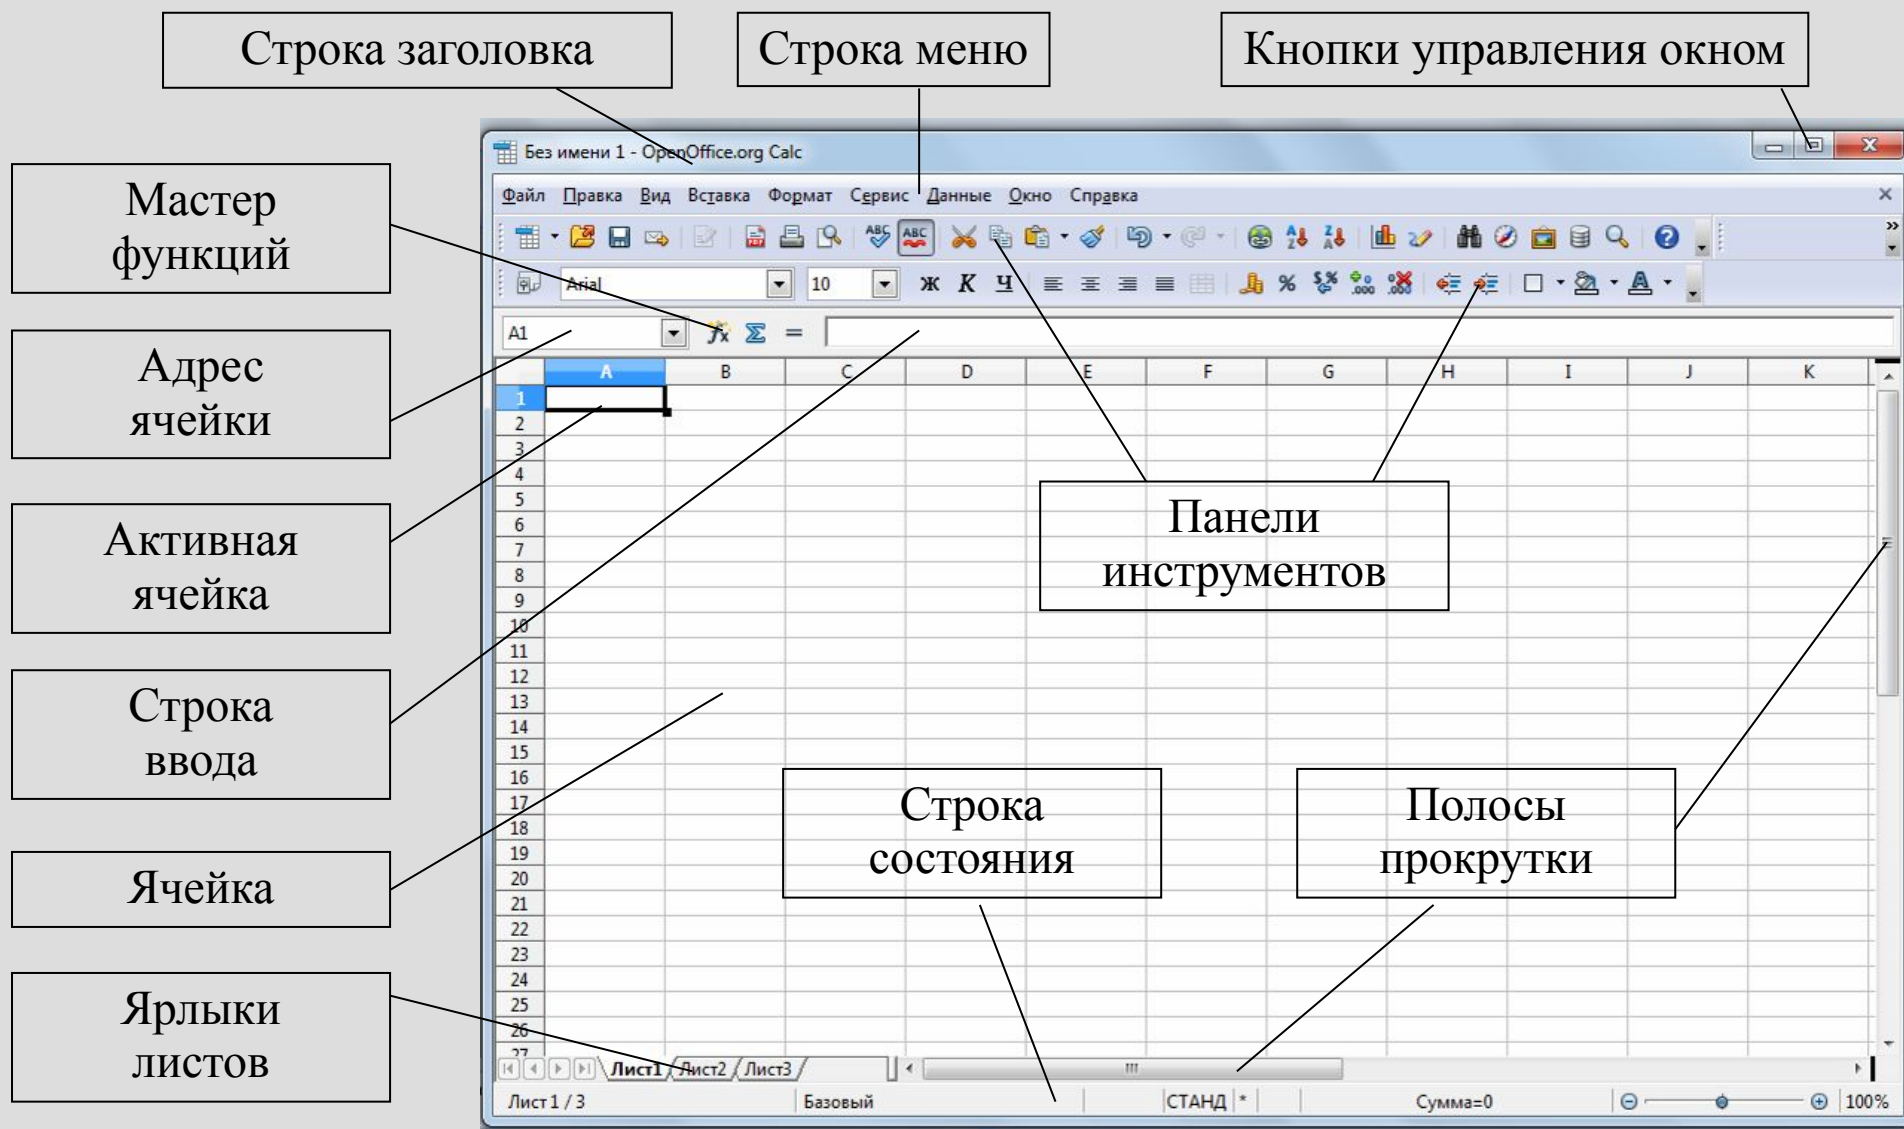 Строка заголовка
Строка меню
Кнопки управления окном
Без имени 1 - OpenOffice.org Calc
Файл Правка Вид Вставка Формат Сервис Данные Окно Справка
Мастер
функций
Arial 10 Ж К Ч
A1
Адрес
ячейки
A B C D E F G H I J K
1
2
3
4
5
6
7
8
9
10
11
12
13
14
15
16
17
18
19
20
21
22
23
24
25
26
27
Активная
ячейка
Панели
инструментов
Строка
ввода
Строка
состояния
Полосы
прокрутки
Ячейка
Ярлыки
листов
Лист1 Лист2 Лист3
Лист 1 / 3 Базовый СТАНД * Сумма=0 100%